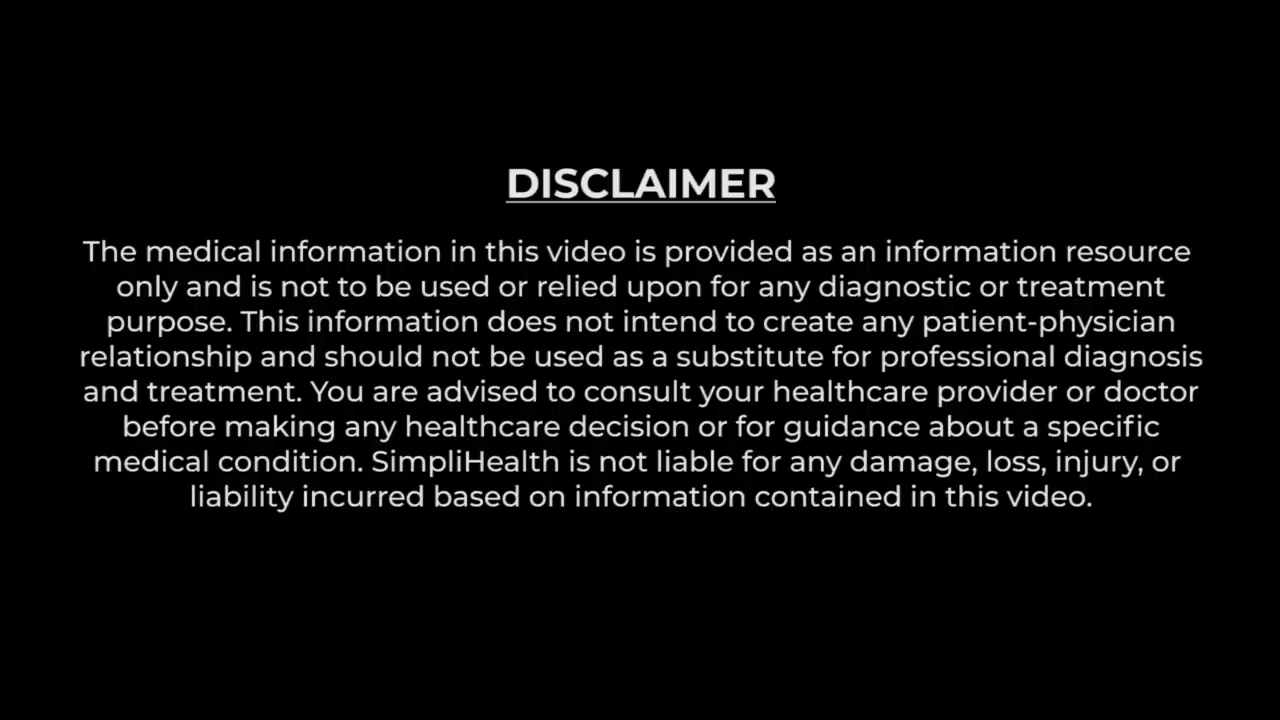 DISCLAIMER
The medical information in this video is provided as an information resource
only and is not to be used or relied upon for any diagnostic or treatment
purpose. This information does not intend to create any patient-physician
relationship and should not be used as a substitute for professional diagnosis
and treatment. You are advised to consult your healthcare provider or doctor
before making any healthcare decision or for guidance about a specific
medical condition. SimpliHealth is not liable for any damage, loss, injury, or
liability incurred based on information contained in this video.